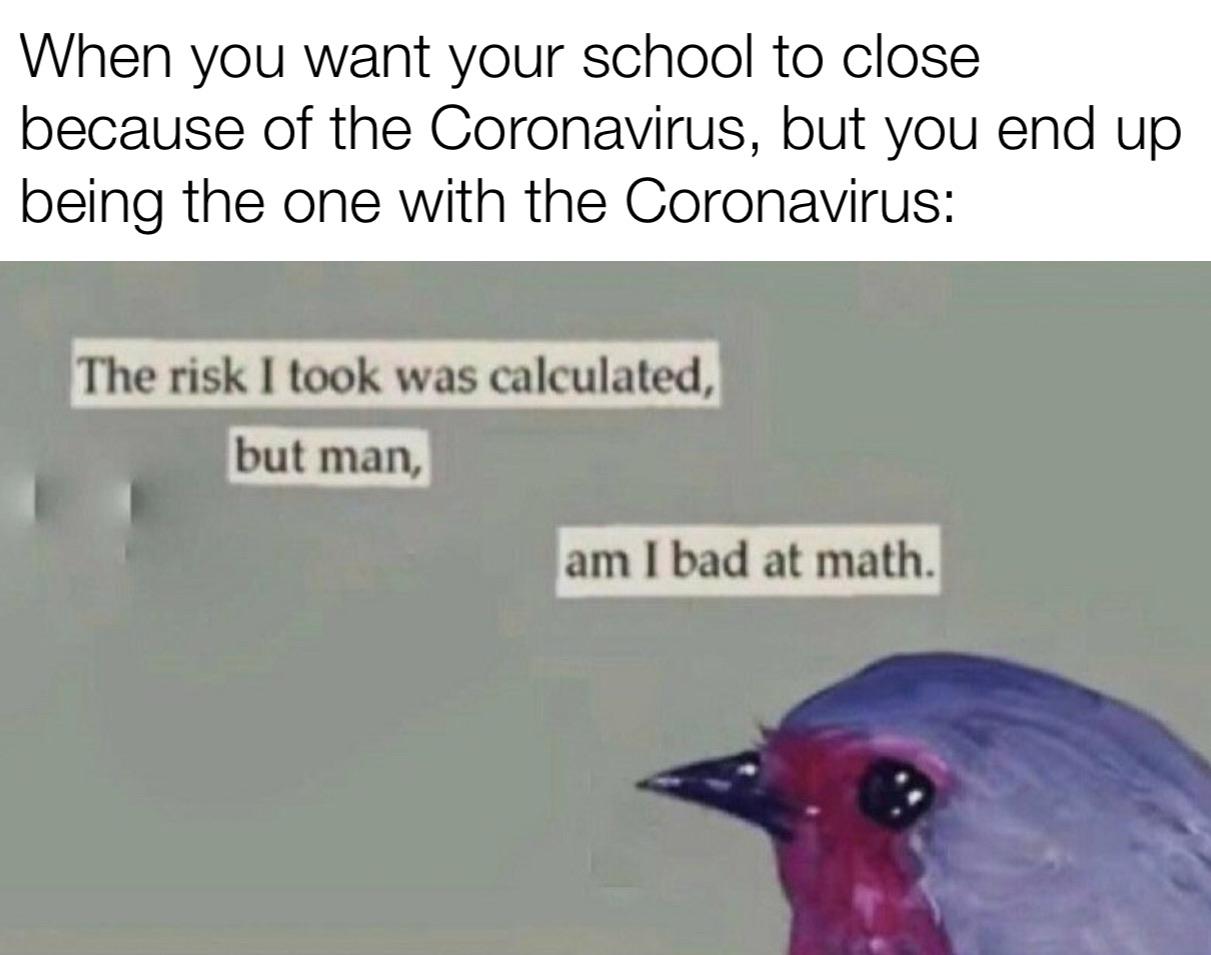 When you want your school to close
because of the Coronavirus, but you end up
being the one with the Coronavirus:
The risk I took was calculated,
but man,
am I bad at math.